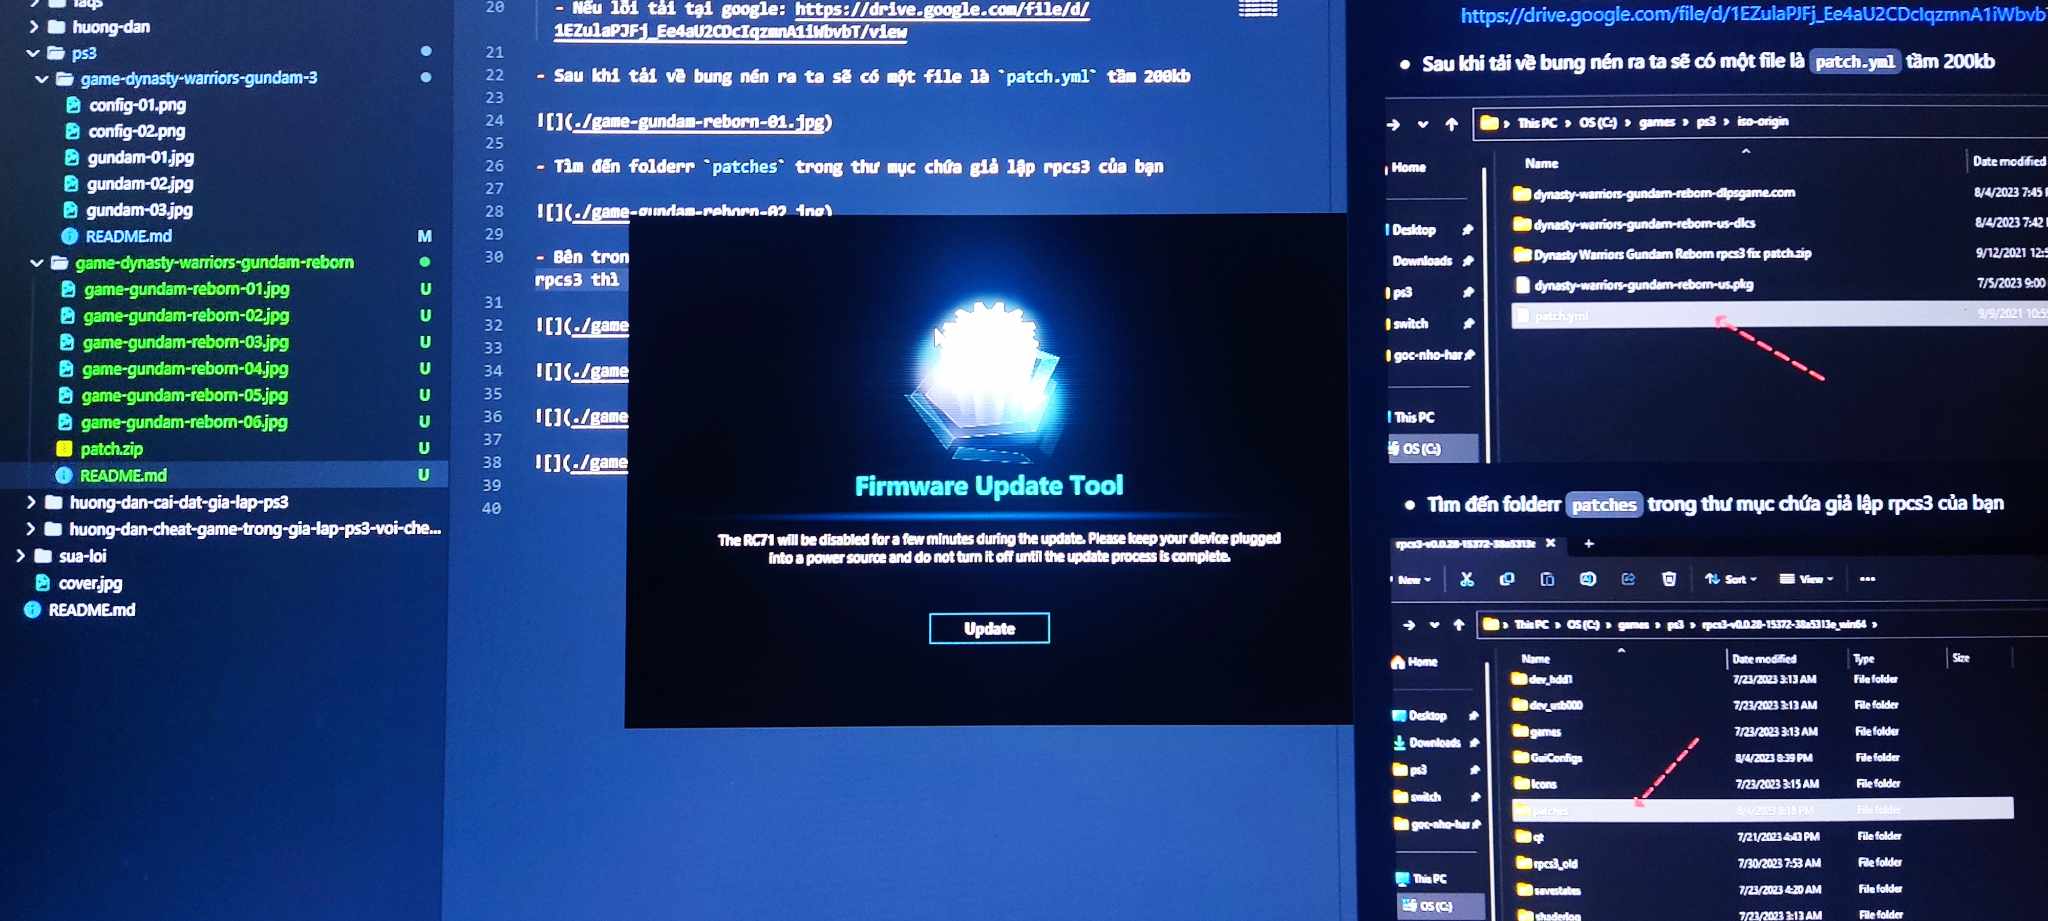 faqs
huong-dan
ps3
game-dynasty-warriors-gundam-3
config-01.png
config-02.png
gundam-01.jpg
gundam-02.jpg
gundam-03.jpg
README.md M
game-dynasty-warriors-gundam-reborn
game-gundam-reborn-01.jpg U
game-gundam-reborn-02.jpg U
game-gundam-reborn-03.jpg U
game-gundam-reborn-04.jpg U
game-gundam-reborn-05.jpg U
game-gundam-reborn-06.jpg U
patch.zip U
README.md U
huong-dan-cai-dat-gia-lap-ps3
huong-dan-cheat-game-trong-gia-lap-ps3-voi-che...
sua-loi
cover.jpg
README.md
20 - Nếu lỗi tải tại google: https://drive.google.com/file/d/
1EZulaPJFj_Ee4aU2CDcIqzmnA1iWbvbT/view
21
22 - Sau khi tải về bung nén ra ta sẽ có một file là `patch.yml` tầm 200kb
23
24 ![](./game-gundam-reborn-01.jpg)
25
26 - Tìm đến folderr `patches` trong thư mục chứa giả lập rpcs3 của bạn
27
28 ![](./game-gundam-reborn-02.jpg)
29
30 - Bên tron
rpcs3 thì
31
32 ![](./game
33
34 ![](./game
35
36 ![](./game
37
38 ![](./game
39
40
Firmware Update Tool
The RC71 will be disabled for a few minutes during the update. Please keep your device plugged
into a power source and do not turn it off until the update process is complete.
Update
https://drive.google.com/file/d/1EZulaPJFj_Ee4aU2CDcIqzmnA1iWbvb
• Sau khi tải về bung nén ra ta sẽ có một file là patch.yml tầm 200kb
This PC > OS (C:) > games > ps3 > iso-origin
Home
Desktop
Downloads
ps3
switch
goc-nho-har
This PC
OS (C:)
Name Date modified
dynasty-warriors-gundam-reborn-dlpsgame.com 8/4/2023 7:45
dynasty-warriors-gundam-reborn-us-dlcs 8/4/2023 7:42
Dynasty Warriors Gundam Reborn rpcs3 fix patch.zip 9/12/2021 12:5
dynasty-warriors-gundam-reborn-us.pkg 7/5/2023 9:00
patch.yml 9/9/2021 10:55
• Tìm đến folderr patches trong thư mục chứa giả lập rpcs3 của bạn
rpcs3-v0.0.28-15372-38a5313e
New Sort View
This PC > OS (C:) > games > ps3 > rpcs3-v0.0.28-15372-38a5313e_win64 >
Home
Desktop
Downloads
ps3
switch
goc-nho-har
This PC
OS (C:)
Name Date modified Type Size
dev_hdd1 7/23/2023 3:13 AM File folder
dev_usb000 7/23/2023 3:13 AM File folder
games 7/23/2023 3:13 AM File folder
GuiConfigs 8/4/2023 8:39 PM File folder
Icons 7/23/2023 3:15 AM File folder
patches 8/4/2023 8:18 PM File folder
qt 7/21/2023 4:43 PM File folder
rpcs3_old 7/30/2023 7:53 AM File folder
savestates 7/23/2023 4:20 AM File folder
shaderlog 7/23/2023 3:13 AM File folder